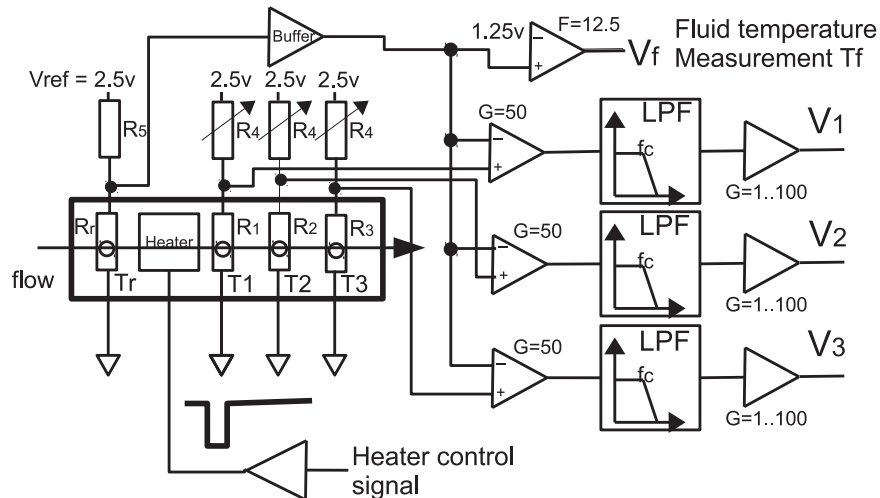 Buffer
1.25v
F=12.5
−
+
Vf
Fluid temperature
Measurement Tf
Vref = 2.5v
2.5v
2.5v
2.5v
R5
R4
R4
R4
G=50
−
+
LPF
fc
G=1..100
V1
Rr
Heater
R1
R2
R3
flow
Tr
T1
T2
T3
G=50
−
+
LPF
fc
G=1..100
V2
G=50
−
+
LPF
fc
G=1..100
V3
Heater control
signal